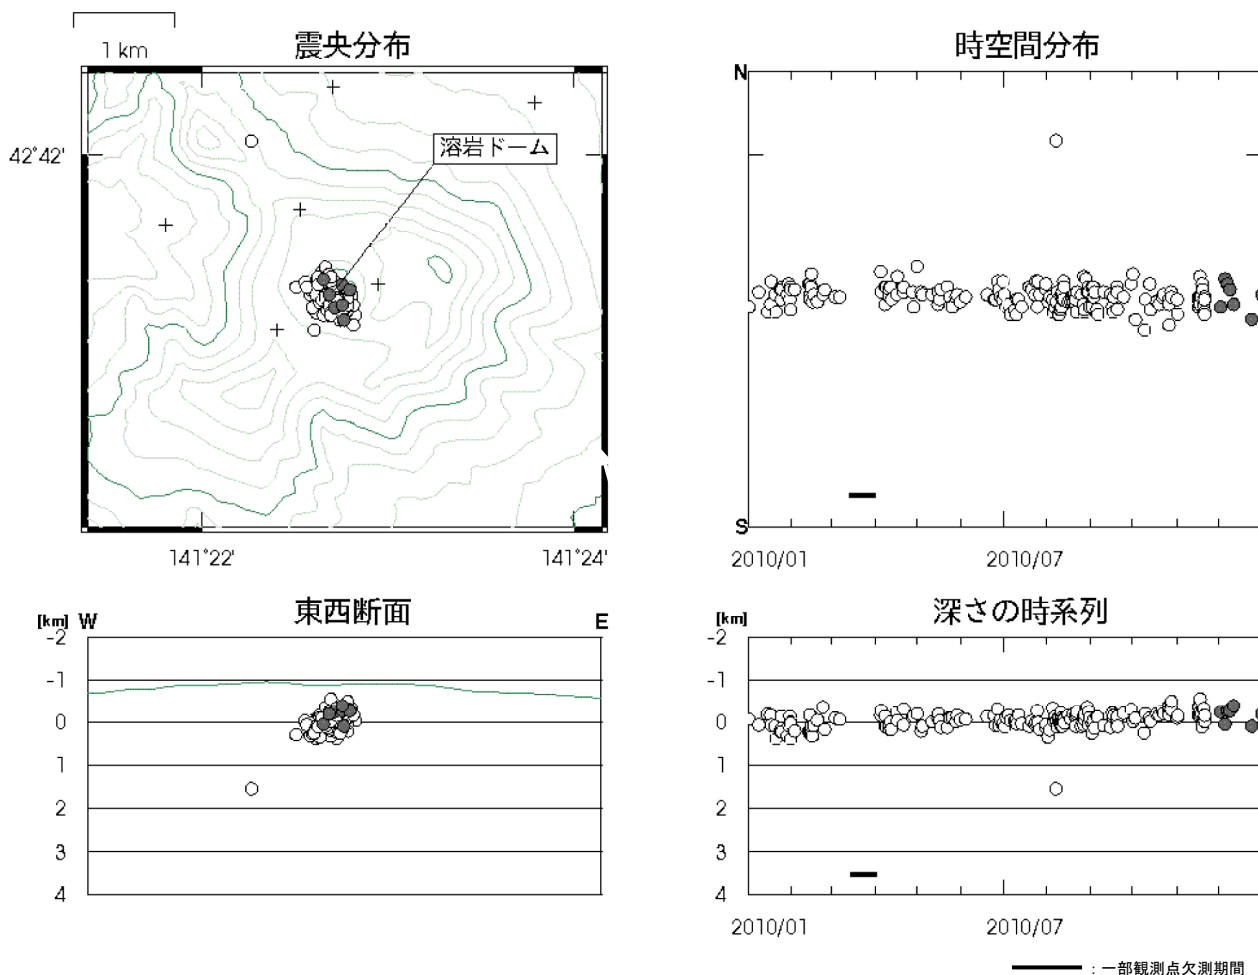 1 km
震央分布
溶岩ドーム
42°42'
141°22'
141°24'
時空間分布
N
S
2010/01
2010/07
東西断面
[km] W
E
-2
-1
0
1
2
3
4
深さの時系列
[km]
-2
-1
0
1
2
3
4
2010/01
2010/07
：一部観測点欠測期間